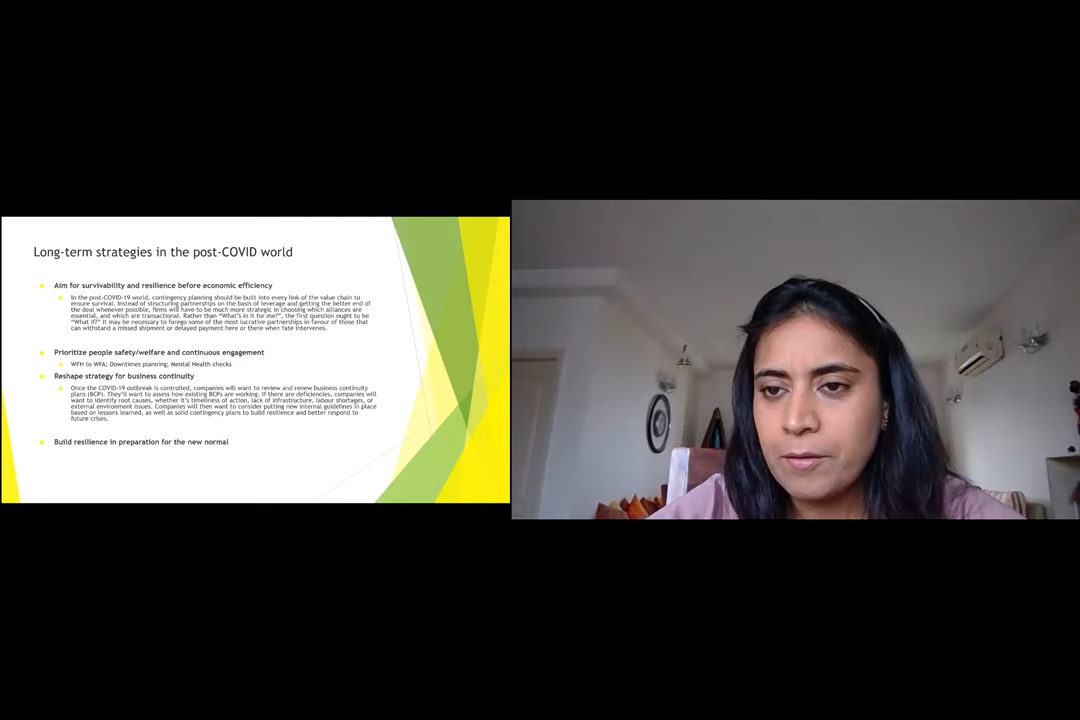 Long-term strategies in the post-COVID world
Aim for survivability and resilience before economic efficiency
In the post-COVID-19 world, contingency planning should be built into every link of the value chain to
ensure survival. Instead of structuring partnerships on the basis of leverage and getting the better end of
the deal whenever possible, firms will have to be much more strategic in choosing which alliances are
essential, and which are transactional. Rather than "What's in it for me?", the first question ought to be
"What if?" It may be necessary to forego some of the most lucrative partnerships in favour of those that
can withstand a missed shipment or delayed payment here or there when fate intervenes.
Prioritize people safety/welfare and continuous engagement
WFH to WFA; Downtimes planning; Mental Health checks
Reshape strategy for business continuity
Once the COVID-19 outbreak is controlled, companies will want to review and renew business continuity
plans (BCP). They'll want to assess how existing BCPs are working. If there are deficiencies, companies will
want to identify root causes, whether it's timeliness of action, lack of infrastructure, labour shortages, or
external environment issues. Companies will then want to consider putting new internal guidelines in place
based on lessons learned, as well as solid contingency plans to build resilience and better respond to
future crises.
Build resilience in preparation for the new normal